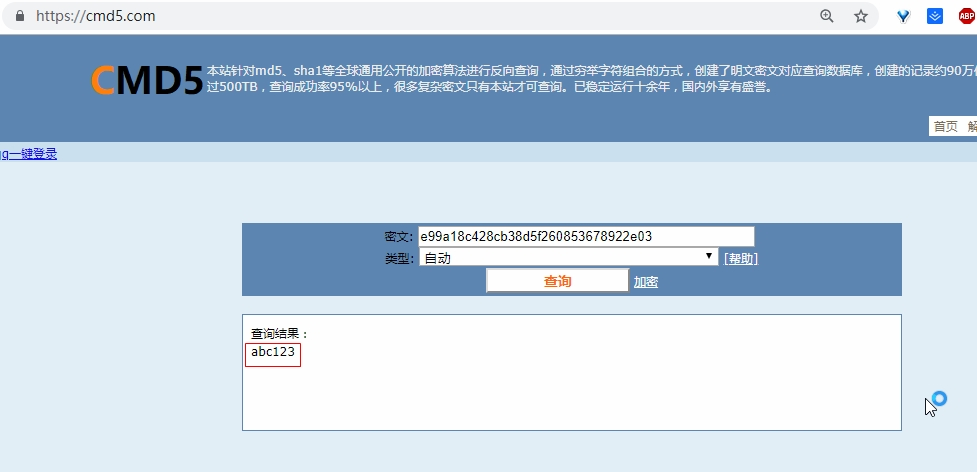 https://cmd5.com
ABP
CMD5
本站针对md5、sha1等全球通用公开的加密算法进行反向查询，通过穷举字符组合的方式，创建了明文密文对应查询数据库，创建的记录约90万
过500TB，查询成功率95%以上，很多复杂密文只有本站才可查询。已稳定运行十余年，国内外享有盛誉。
首页 解
qq一键登录
密文: e99a18c428cb38d5f260853678922e03
类型: 自动 [帮助]
查询 加密
查询结果：
abc123